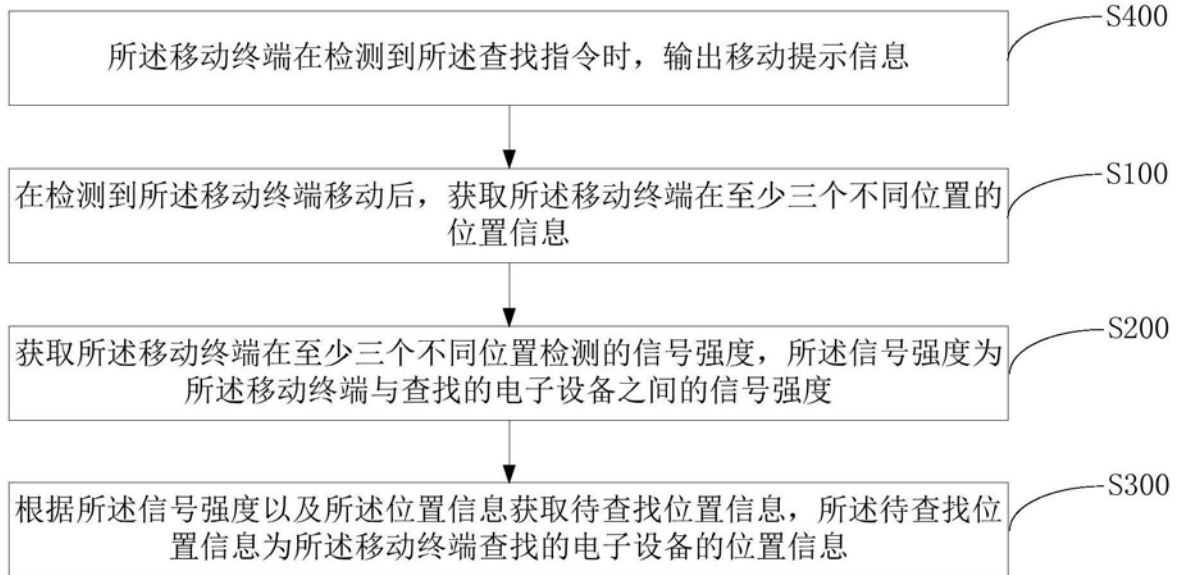 S400
所述移动终端在检测到所述查找指令时，输出移动提示信息
S100
在检测到所述移动终端移动后，获取所述移动终端在至少三个不同位置的
位置信息
S200
获取所述移动终端在至少三个不同位置检测的信号强度，所述信号强度为
所述移动终端与查找的电子设备之间的信号强度
S300
根据所述信号强度以及所述位置信息获取待查找位置信息，所述待查找位
置信息为所述移动终端查找的电子设备的位置信息